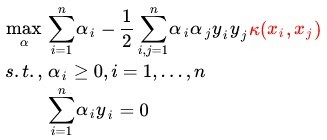 max_α ∑_{i=1}^{n} α_i − 1/2 ∑_{i,j=1}^{n} α_i α_j y_i y_j κ(x_i, x_j)
s.t., α_i ≥ 0, i = 1, …, n
∑_{i=1}^{n} α_i y_i = 0